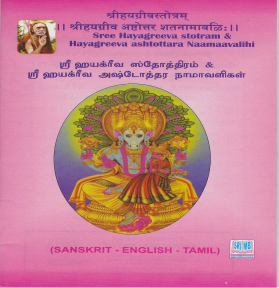 श्रीहयग्रीवस्तोत्रम्
।। श्रीहयग्रीव अष्टोत्तर शतनामावळिः।।
Sree Hayagreeva stotram &
Hayagreeva ashtottara Naamaavalihi
ஸ்ரீ ஹயக்ரீவ ஸ்தோத்திரம் &
ஸ்ரீ ஹயக்ரீவ அஷ்டோத்தர நாமாவளிகள்
(SANSKRIT - ENGLISH - TAMIL)